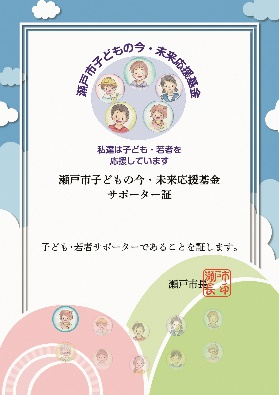 瀬戸市子どもの今・未来応援基金
私達は子ども・若者を
応援しています
瀬戸市子どもの今・未来応援基金
サポーター証
子ども・若者サポーターであることを証します。
瀬戸市長